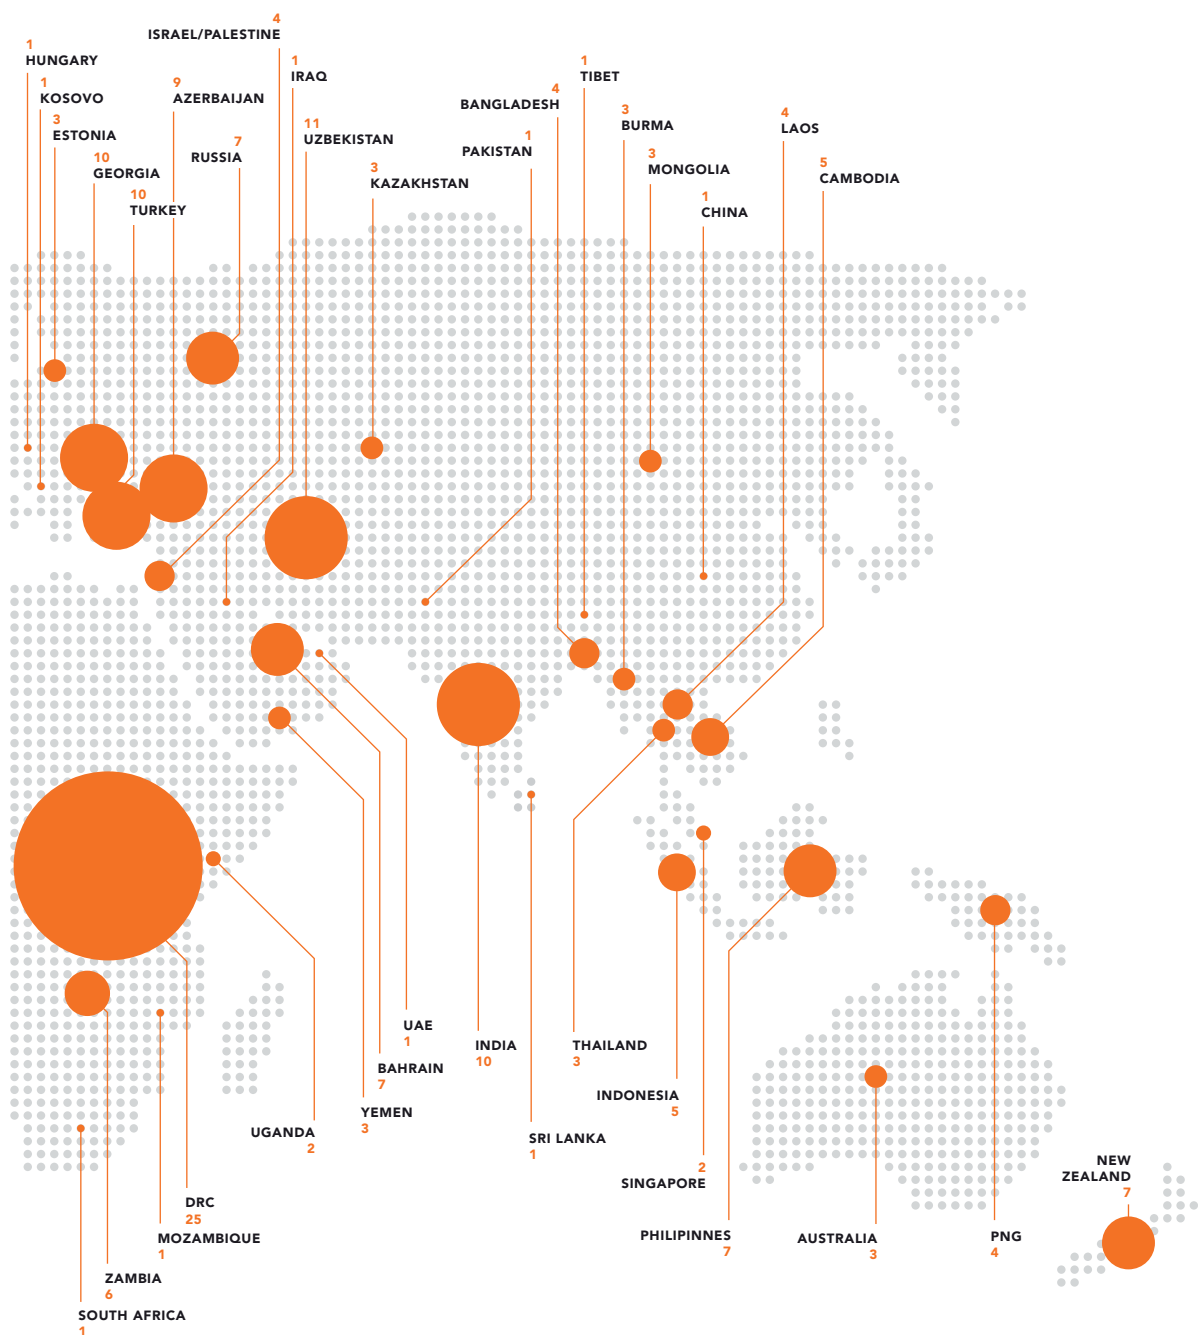 4
ISRAEL/PALESTINE
1
HUNGARY
1
KOSOVO
3
ESTONIA
10
GEORGIA
10
TURKEY
9
AZERBAIJAN
7
RUSSIA
1
IRAQ
11
UZBEKISTAN
3
KAZAKHSTAN
4
BANGLADESH
1
PAKISTAN
1
TIBET
3
BURMA
3
MONGOLIA
1
CHINA
4
LAOS
5
CAMBODIA
UAE
1
BAHRAIN
7
YEMEN
3
UGANDA
2
DRC
25
MOZAMBIQUE
1
ZAMBIA
6
SOUTH AFRICA
1
INDIA
10
SRI LANKA
1
THAILAND
3
INDONESIA
5
2
SINGAPORE
PHILIPINNES
7
AUSTRALIA
3
PNG
4
NEW
ZEALAND
7